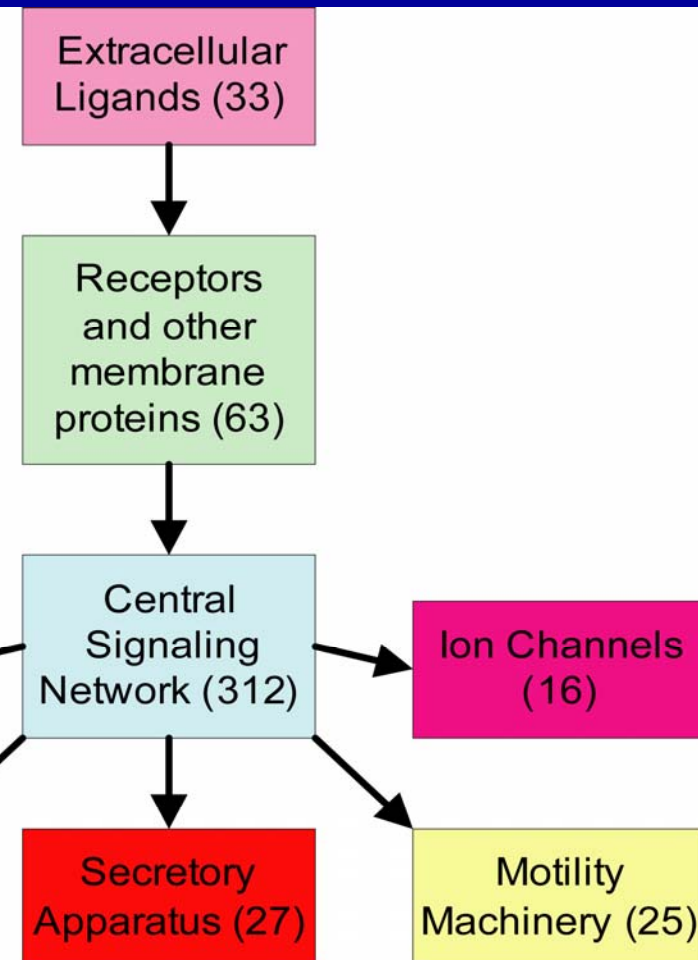 Extracellular
Ligands (33)
Receptors
and other
membrane
proteins (63)
Central
Signaling
Network (312)
Ion Channels
(16)
Secretory
Apparatus (27)
Motility
Machinery (25)